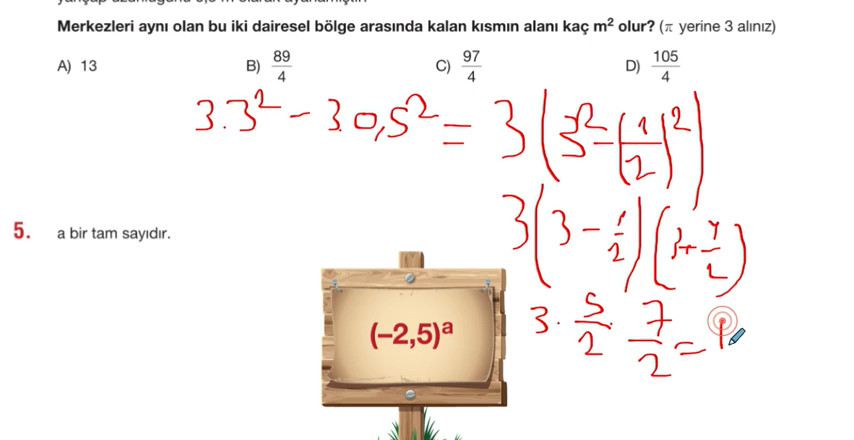 Merkezleri aynı olan bu iki dairesel bölge arasında kalan kısmın alanı kaç m² olur? (π yerine 3 alınız)
A) 13 B) 89/4 C) 97/4 D) 105/4
3.3² - 3.0,5² = 3(3² - (1/2)²)
3(3 - 1/2)(3 + 1/2)
3. 5/2 . 7/2 = 1
5. a bir tam sayıdır.
(–2,5)ᵃ